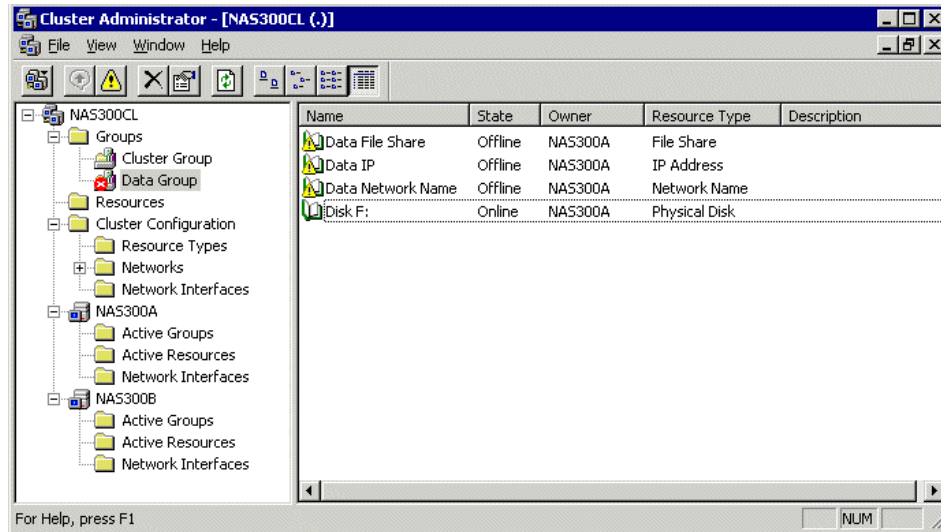 Cluster Administrator - [NAS300CL (.)]
File View Window Help
NAS300CL
Groups
Cluster Group
Data Group
Resources
Cluster Configuration
Resource Types
Networks
Network Interfaces
NAS300A
Active Groups
Active Resources
Network Interfaces
NAS300B
Active Groups
Active Resources
Network Interfaces
Name State Owner Resource Type Description
Data File Share Offline NAS300A File Share
Data IP Offline NAS300A IP Address
Data Network Name Offline NAS300A Network Name
Disk F: Online NAS300A Physical Disk
For Help, press F1
NUM